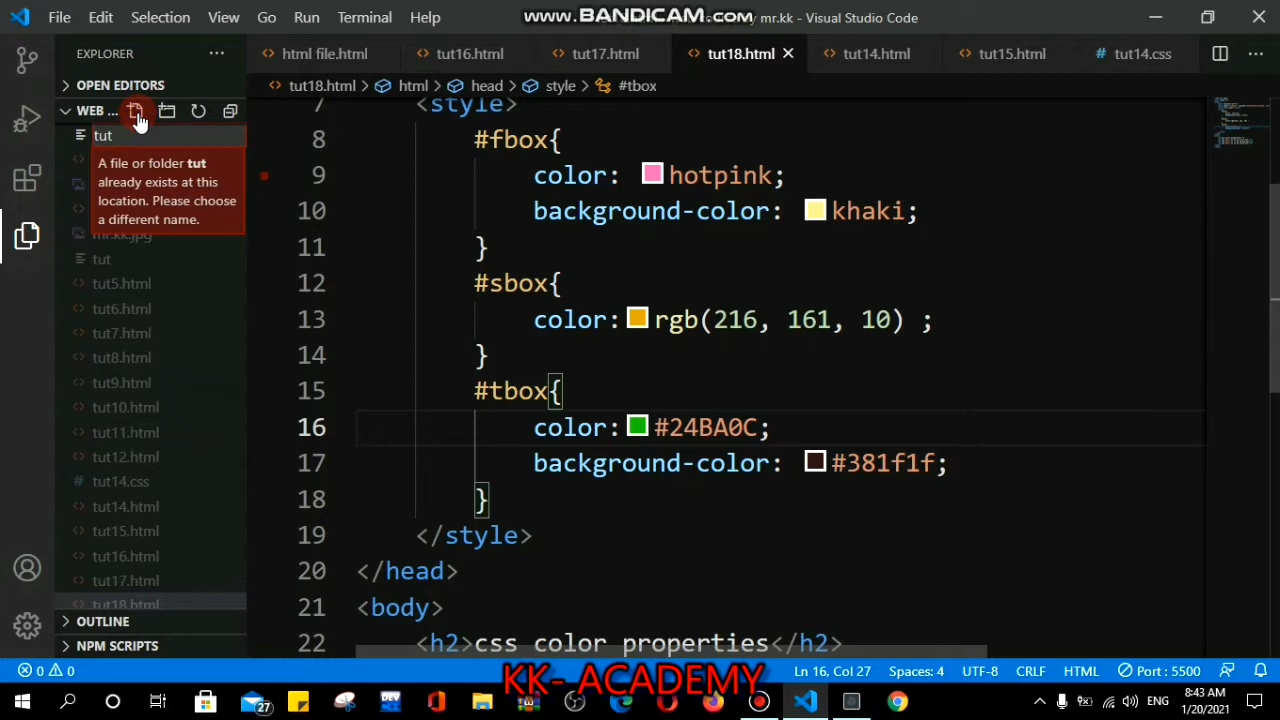 File Edit Selection View Go Run Terminal Help
www.BANDICAM.com
by mr.kk - Visual Studio Code
EXPLORER
html file.html tut16.html tut17.html tut18.html tut14.html tut15.html tut14.css
OPEN EDITORS
tut18.html > html > head > style > #tbox
WEB ...
tut
A file or folder tut
already exists at this
location. Please choose
a different name.
mr.kk.jpg
tut
tut5.html
tut6.html
tut7.html
tut8.html
tut9.html
tut10.html
tut11.html
tut12.html
tut14.css
tut14.html
tut15.html
tut16.html
tut17.html
tut18.html
OUTLINE
NPM SCRIPTS
7 <style>
8 #fbox{
9 color: hotpink;
10 background-color: khaki;
11 }
12 #sbox{
13 color: rgb(216, 161, 10) ;
14 }
15 #tbox{
16 color: #24BA0C;
17 background-color: #381f1f;
18 }
19 </style>
20 </head>
21 <body>
22 <h2>css color properties</h2>
0 0 Ln 16, Col 27 Spaces: 4 UTF-8 CRLF HTML Port : 5500
KK- ACADEMY
27
DEV
ENG
8:43 AM
1/20/2021